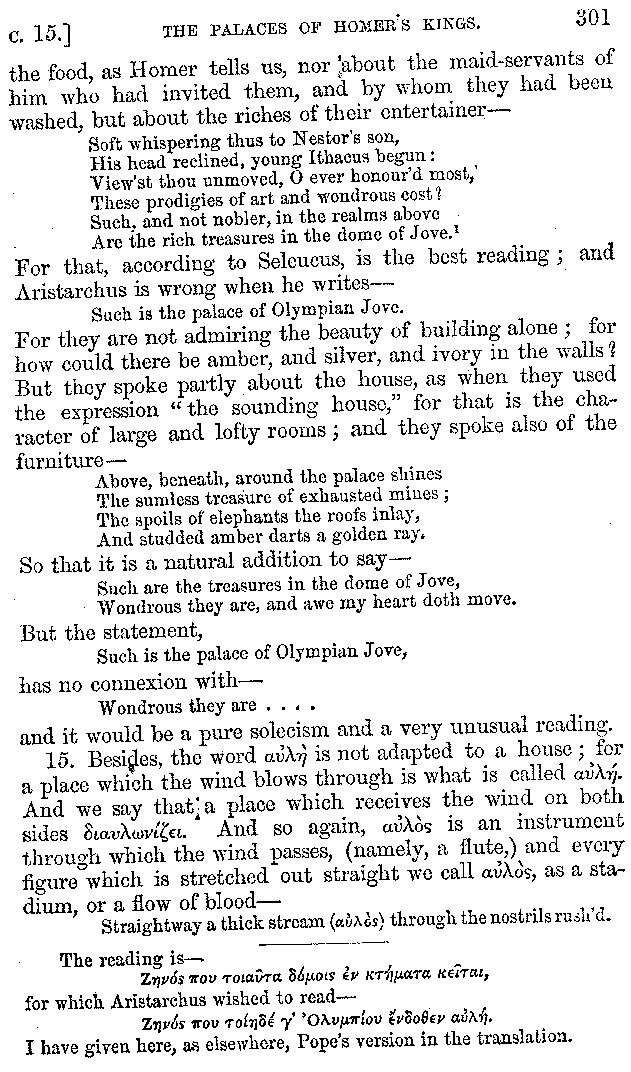 c. 15.] THE PALACES OF HOMER'S KINGS. 301
the food, as Homer tells us, nor about the maid-servants of
him who had invited them, and by whom they had been
washed, but about the riches of their entertainer—
Soft whispering thus to Nestor's son,
His head reclined, young Ithacus begun:
View'st thou unmoved, O ever honour'd most,
These prodigies of art and wondrous cost?
Such, and not nobler, in the realms above
Are the rich treasures in the dome of Jove.¹
For that, according to Seleucus, is the best reading; and
Aristarchus is wrong when he writes—
Such is the palace of Olympian Jove.
For they are not admiring the beauty of building alone; for
how could there be amber, and silver, and ivory in the walls?
But they spoke partly about the house, as when they used
the expression "the sounding house," for that is the cha-
racter of large and lofty rooms; and they spoke also of the
furniture—
Above, beneath, around the palace shines
The sumless treasure of exhausted mines;
The spoils of elephants the roofs inlay,
And studded amber darts a golden ray.
So that it is a natural addition to say—
Such are the treasures in the dome of Jove,
Wondrous they are, and awe my heart doth move.
But the statement,
Such is the palace of Olympian Jove,
has no connexion with—
Wondrous they are . . . .
and it would be a pure solecism and a very unusual reading.
15. Besides, the word αὐλὴ is not adapted to a house; for
a place which the wind blows through is what is called αὐλή.
And we say that a place which receives the wind on both
sides διαυλωνίζει. And so again, αὐλὸς is an instrument
through which the wind passes, (namely, a flute,) and every
figure which is stretched out straight we call αὐλὸς, as a sta-
dium, or a flow of blood—
Straightway a thick stream (αὐλὸς) through the nostrils rush'd.
The reading is—
Ζηνός που τοιαῦτα δόμοις ἐν κτήματα κεῖται,
for which Aristarchus wished to read—
Ζηνός που τοίηδέ γ' Ὀλυμπίου ἔνδοθεν αὐλή.
I have given here, as elsewhere, Pope's version in the translation.